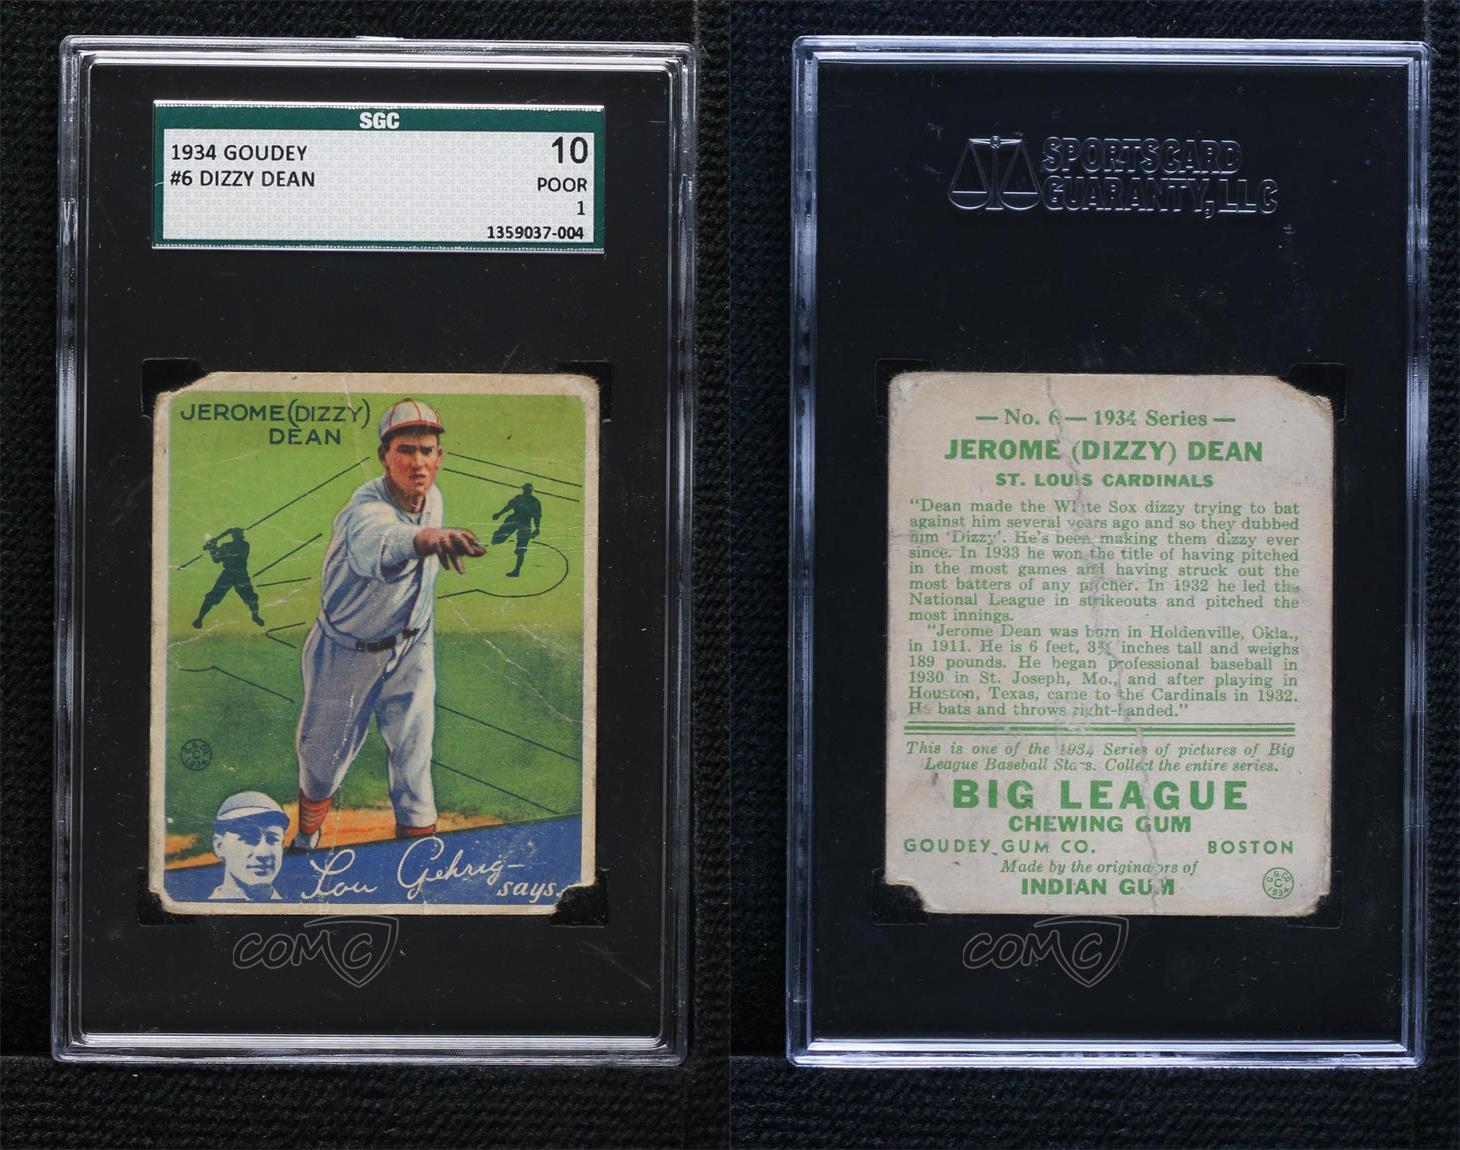 SGC
1934 GOUDEY
#6 DIZZY DEAN
10
POOR
1
1359037-004
JEROME (DIZZY)
DEAN
G.G.CO.
C
1934
Lou Gehrig-
says..
COMC
SPORTSCARD
GUARANTY, LLC
— No. 6 — 1934 Series —
JEROME (DIZZY) DEAN
ST. LOUIS CARDINALS
"Dean made the White Sox dizzy trying to bat
against him several years ago and so they dubbed
him 'Dizzy'. He's been making them dizzy ever
since. In 1933 he won the title of having pitched
in the most games and having struck out the
most batters of any pitcher. In 1932 he led the
National League in strikeouts and pitched the
most innings.
"Jerome Dean was born in Holdenville, Okla.,
in 1911. He is 6 feet, 3¾ inches tall and weighs
189 pounds. He began professional baseball in
1930 in St. Joseph, Mo., and after playing in
Houston, Texas, came to the Cardinals in 1932.
He bats and throws right-handed."
This is one of the 1934 Series of pictures of Big
League Baseball Stars. Collect the entire series.
BIG LEAGUE
CHEWING GUM
GOUDEY GUM CO. BOSTON
Made by the originators of
INDIAN GUM
G.G.CO.
C
1934
COMC